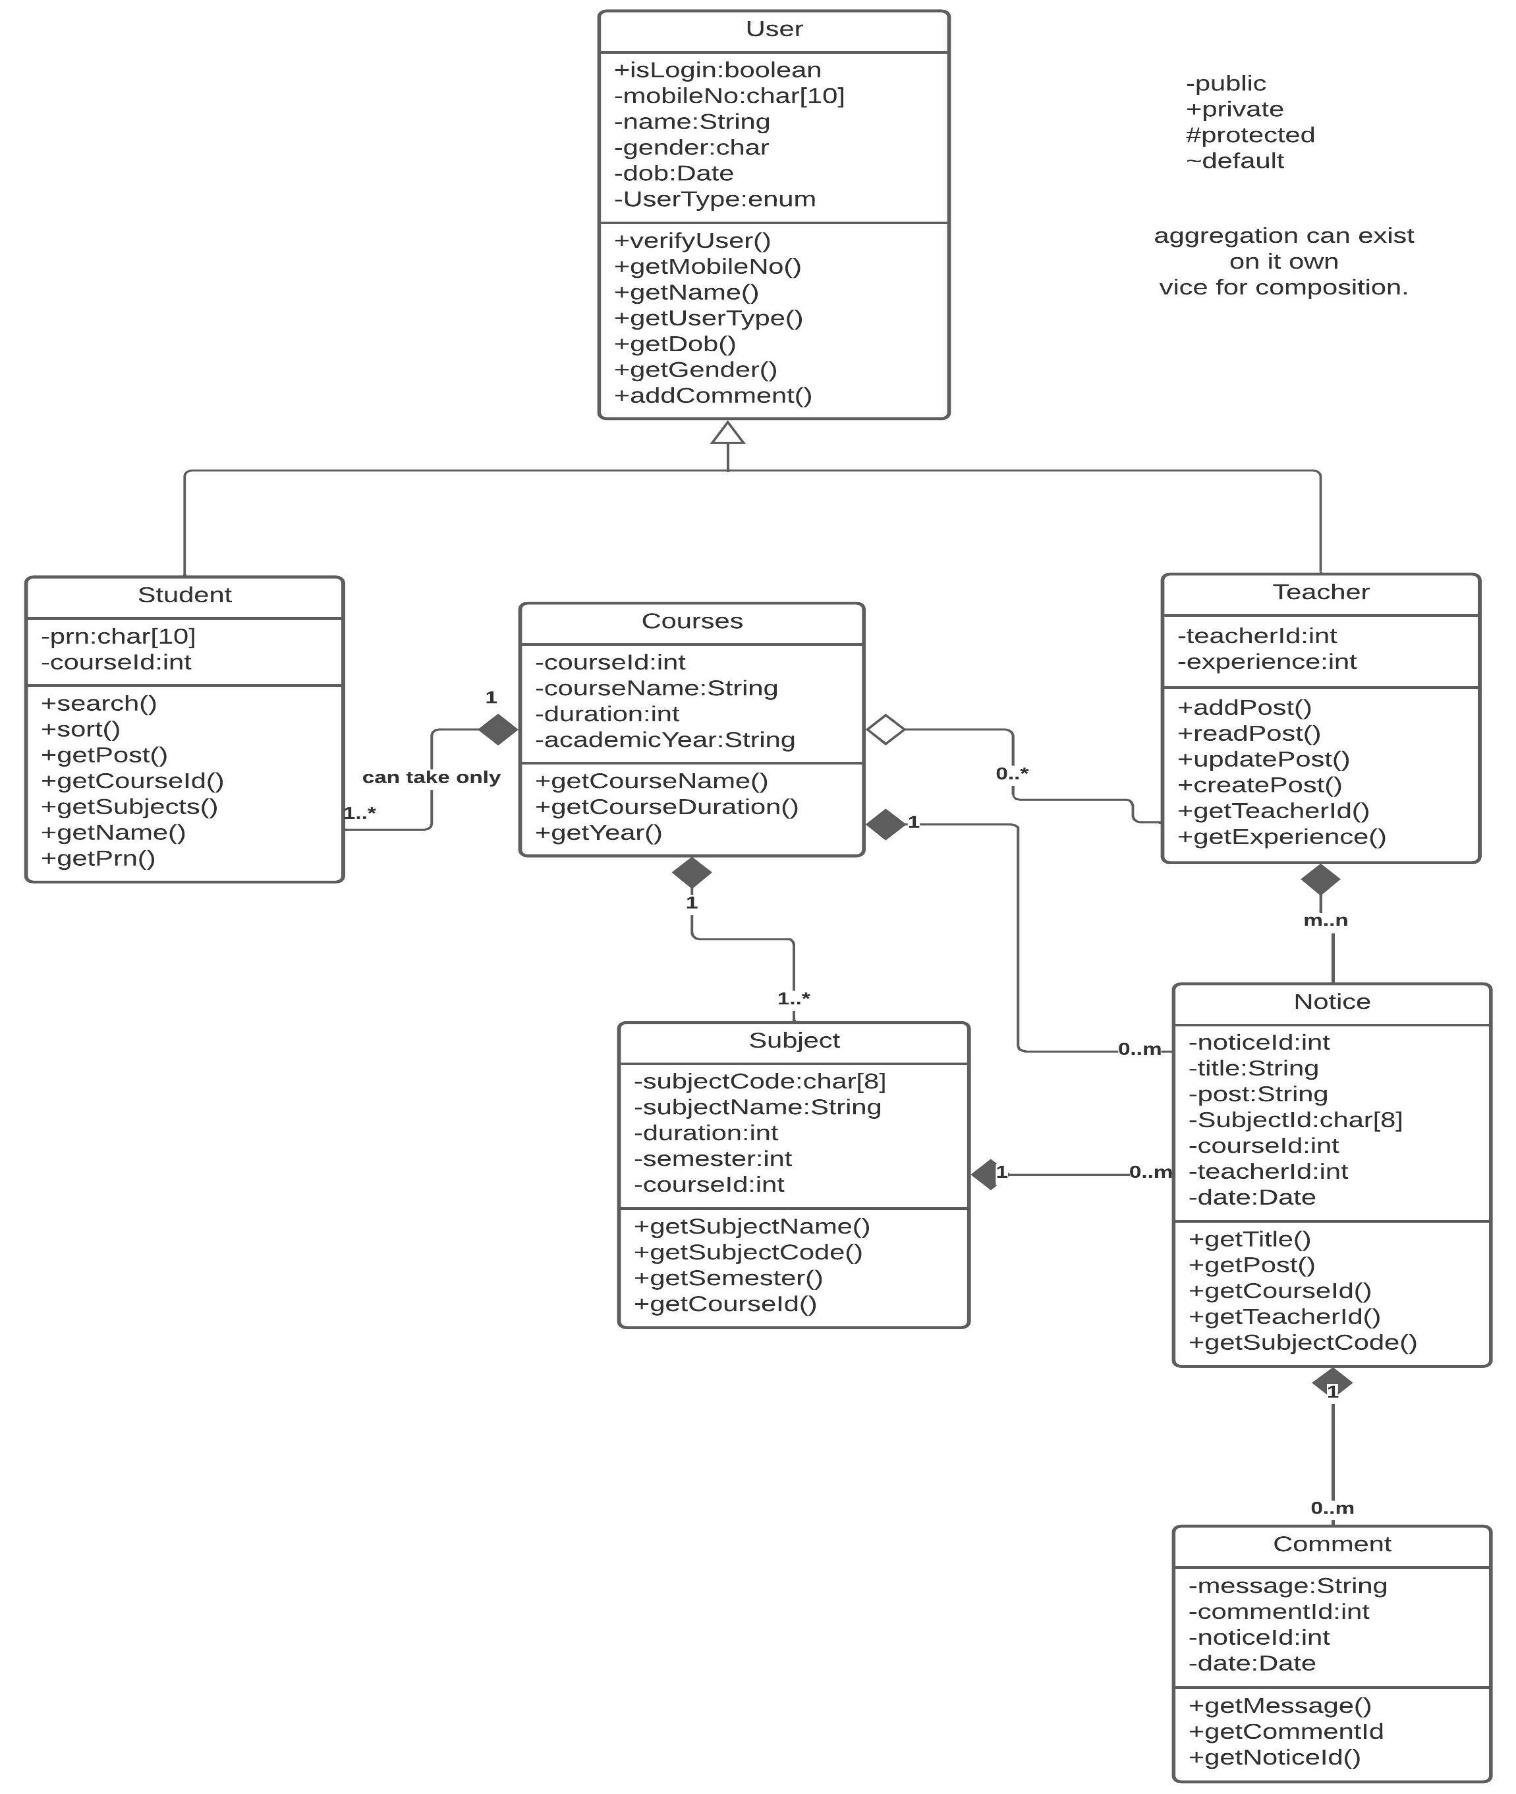 User
+isLogin:boolean
-mobileNo:char[10]
-name:String
-gender:char
-dob:Date
-UserType:enum
+verifyUser()
+getMobileNo()
+getName()
+getUserType()
+getDob()
+getGender()
+addComment()
-public
+private
#protected
~default
aggregation can exist
on it own
vice for composition.
Student
-prn:char[10]
-courseId:int
+search()
+sort()
+getPost()
+getCourseId()
+getSubjects()
+getName()
+getPrn()
1
can take only
1..*
Courses
-courseId:int
-courseName:String
-duration:int
-academicYear:String
+getCourseName()
+getCourseDuration()
+getYear()
0..*
1
1
1..*
0..m
Teacher
-teacherId:int
-experience:int
+addPost()
+readPost()
+updatePost()
+createPost()
+getTeacherId()
+getExperience()
m..n
Subject
-subjectCode:char[8]
-subjectName:String
-duration:int
-semester:int
-courseId:int
+getSubjectName()
+getSubjectCode()
+getSemester()
+getCourseId()
1
0..m
Notice
-noticeId:int
-title:String
-post:String
-SubjectId:char[8]
-courseId:int
-teacherId:int
-date:Date
+getTitle()
+getPost()
+getCourseId()
+getTeacherId()
+getSubjectCode()
1
0..m
Comment
-message:String
-commentId:int
-noticeId:int
-date:Date
+getMessage()
+getCommentId
+getNoticeId()